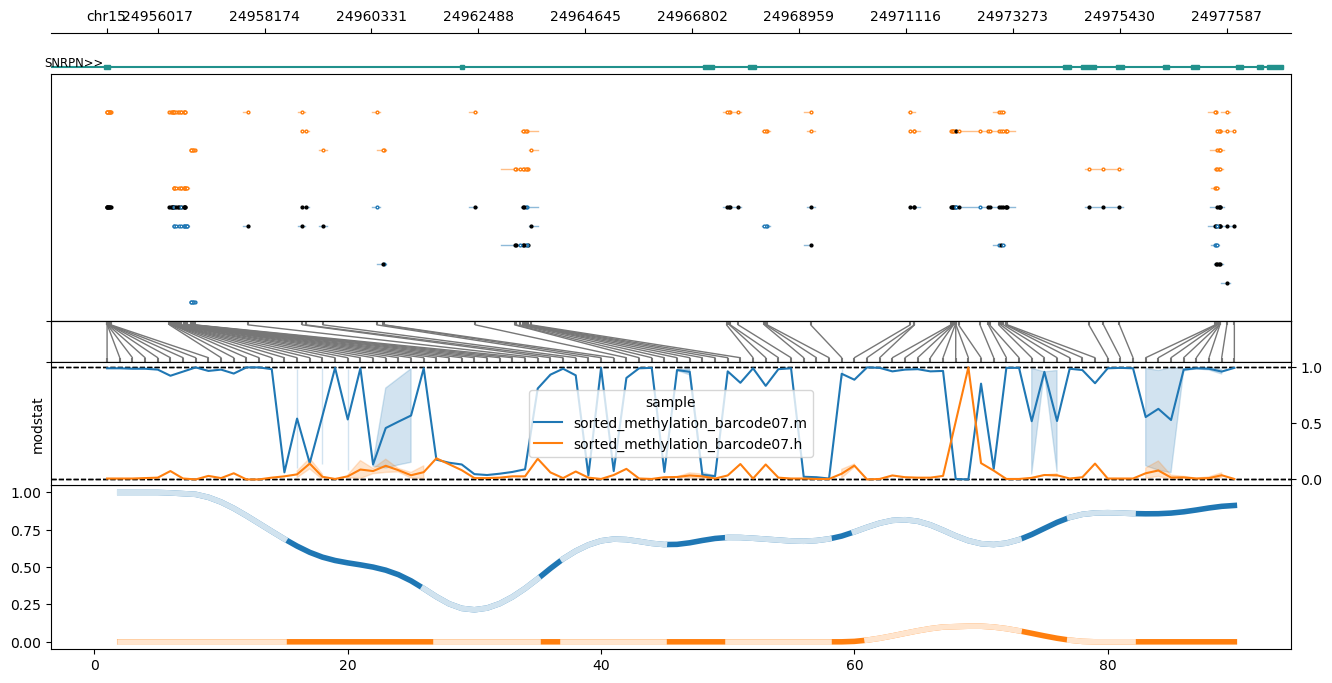 chr15 24956017 24958174 24960331 24962488 24964645 24966802 24968959 24971116 24973273 24975430 24977587
SNRPN>>
modstat
1.0
0.5
0.0
sample
sorted_methylation_barcode07.m
sorted_methylation_barcode07.h
1.00
0.75
0.50
0.25
0.00
0 20 40 60 80